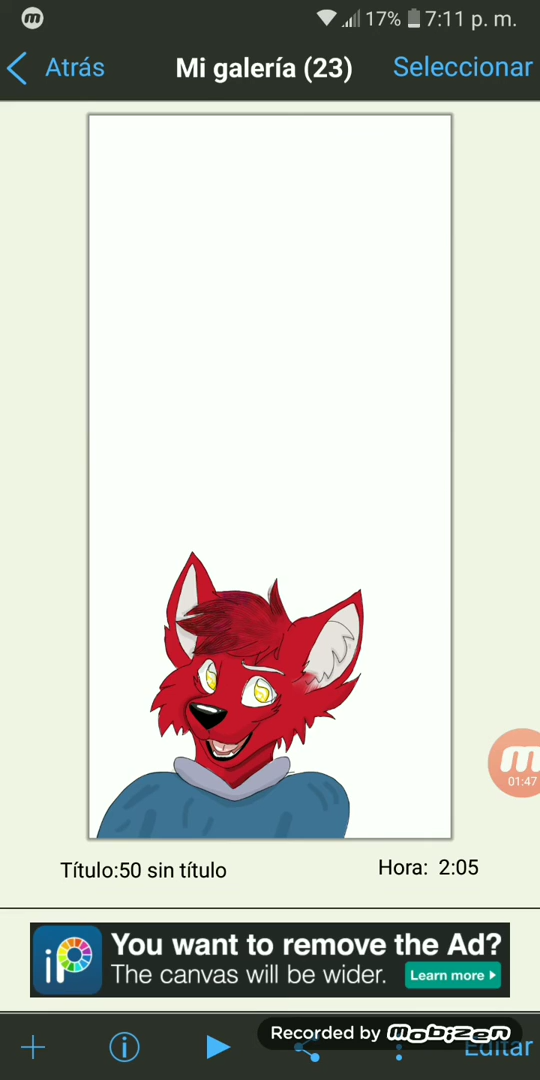 17% 7:11 p. m.
Atrás
Mi galería (23)
Seleccionar
01:47
Título:50 sin título
Hora: 2:05
iP
You want to remove the Ad?
The canvas will be wider.
Learn more
Recorded by mobizen
Editar